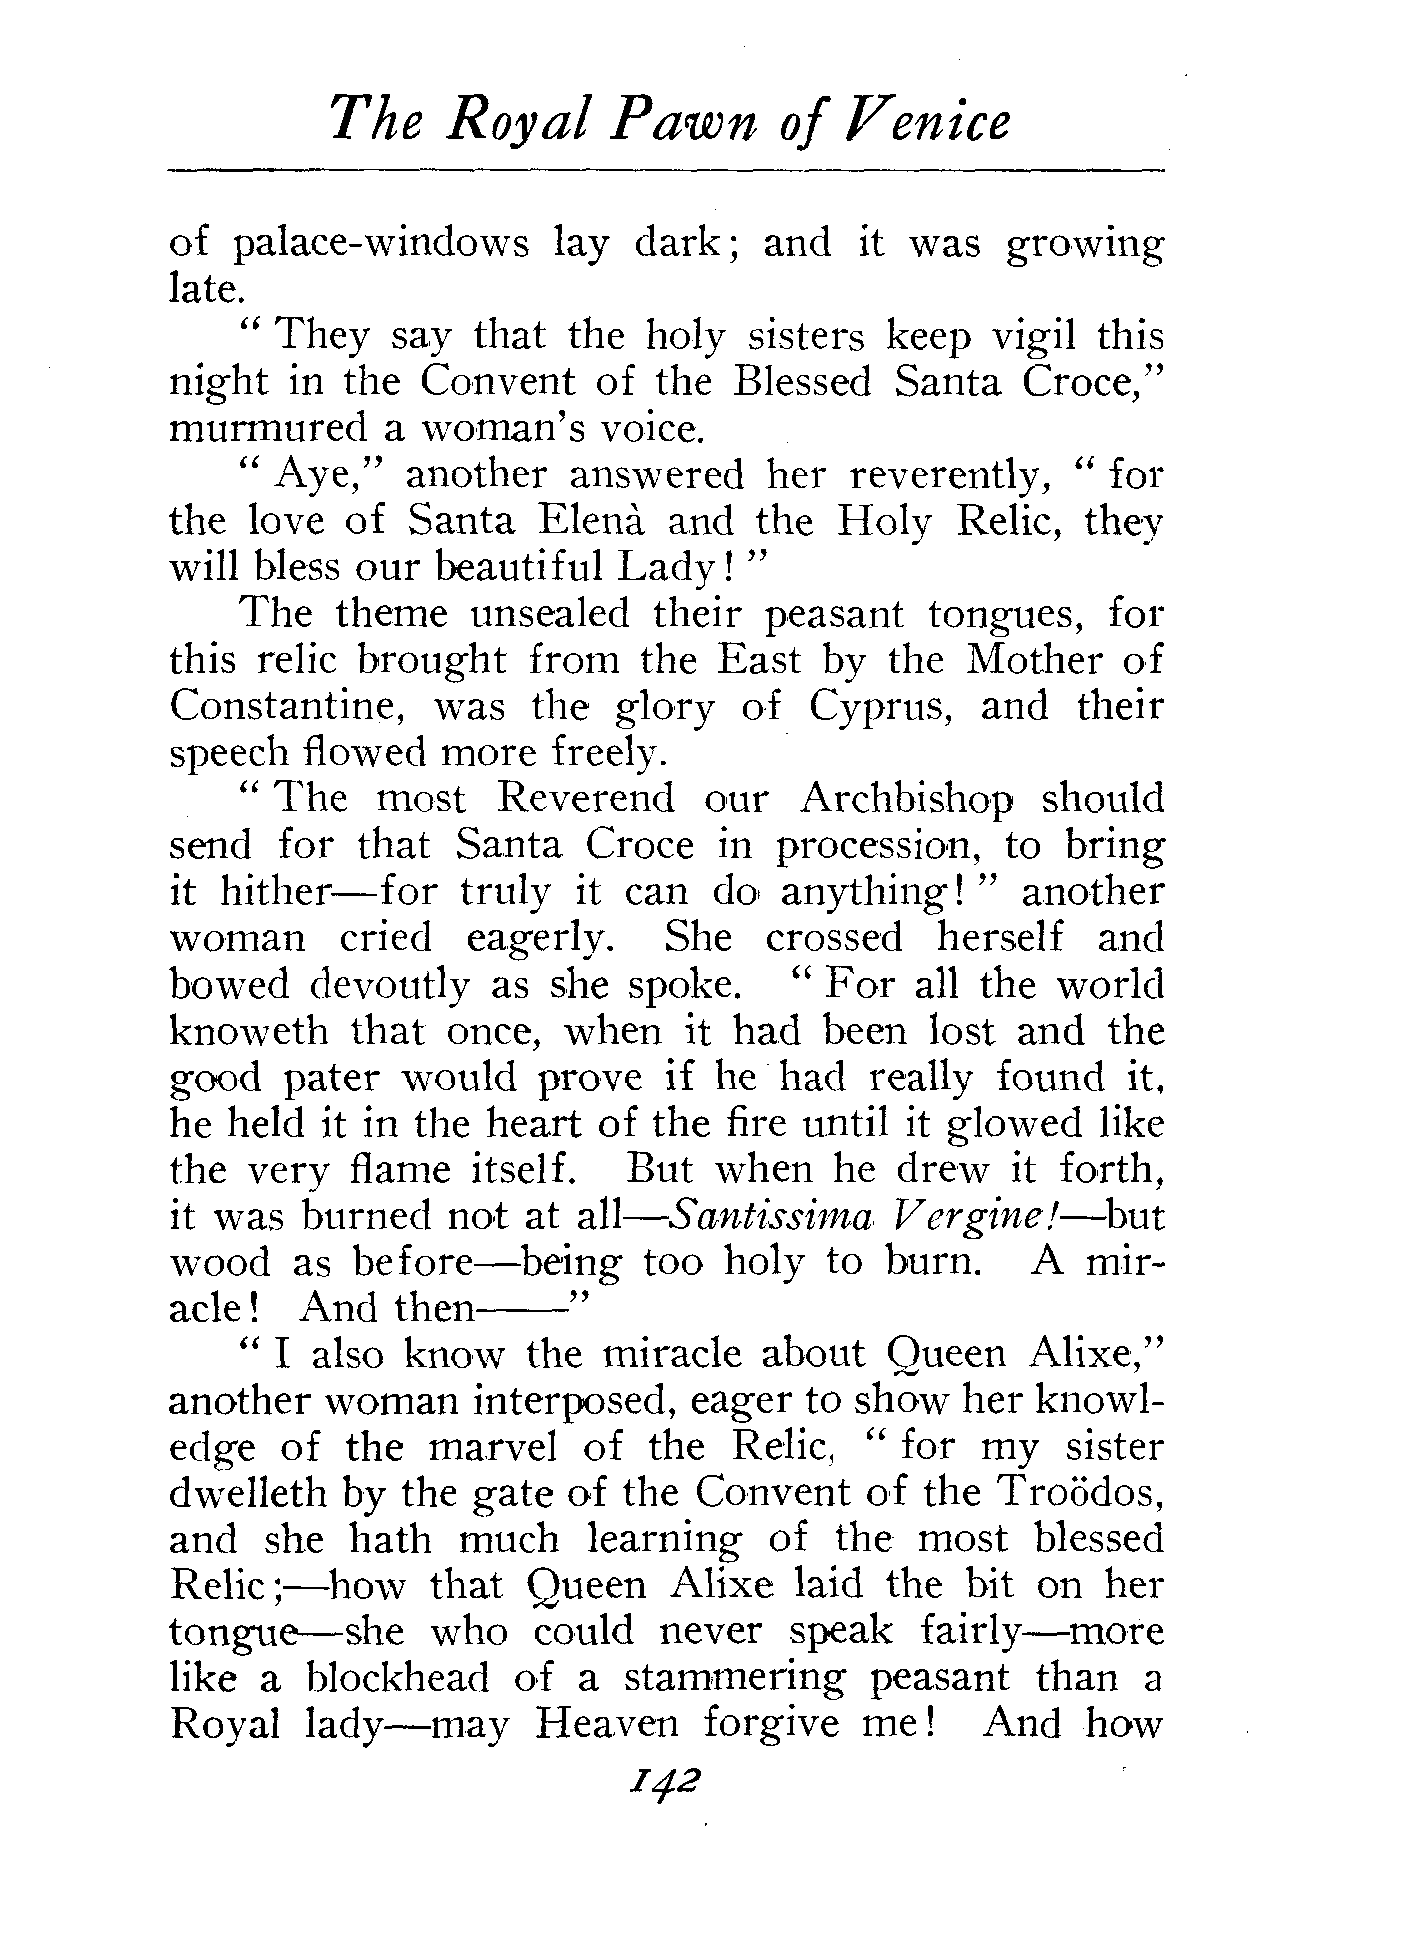 The Royal Pawn of Venice
of palace-windows lay dark; and it was growing
late.
" They say that the holy sisters keep vigil this
night in the Convent of the Blessed Santa Croce,"
murmured a woman's voice.
" Aye," another answered her reverently, " for
the love of Santa Elenà and the Holy Relic, they
will bless our beautiful Lady! "
The theme unsealed their peasant tongues, for
this relic brought from the East by the Mother of
Constantine, was the glory of Cyprus, and their
speech flowed more freely.
" The most Reverend our Archbishop should
send for that Santa Croce in procession, to bring
it hither—for truly it can do anything! " another
woman cried eagerly. She crossed herself and
bowed devoutly as she spoke. " For all the world
knoweth that once, when it had been lost and the
good pater would prove if he had really found it,
he held it in the heart of the fire until it glowed like
the very flame itself. But when he drew it forth,
it was burned not at all—Santissima Vergine!—but
wood as before—being too holy to burn. A mir-
acle! And then——"
" I also know the miracle about Queen Alixe,"
another woman interposed, eager to show her knowl-
edge of the marvel of the Relic, " for my sister
dwelleth by the gate of the Convent of the Troödos,
and she hath much learning of the most blessed
Relic;—how that Queen Alixe laid the bit on her
tongue—she who could never speak fairly—more
like a blockhead of a stammering peasant than a
Royal lady—may Heaven forgive me! And how
142